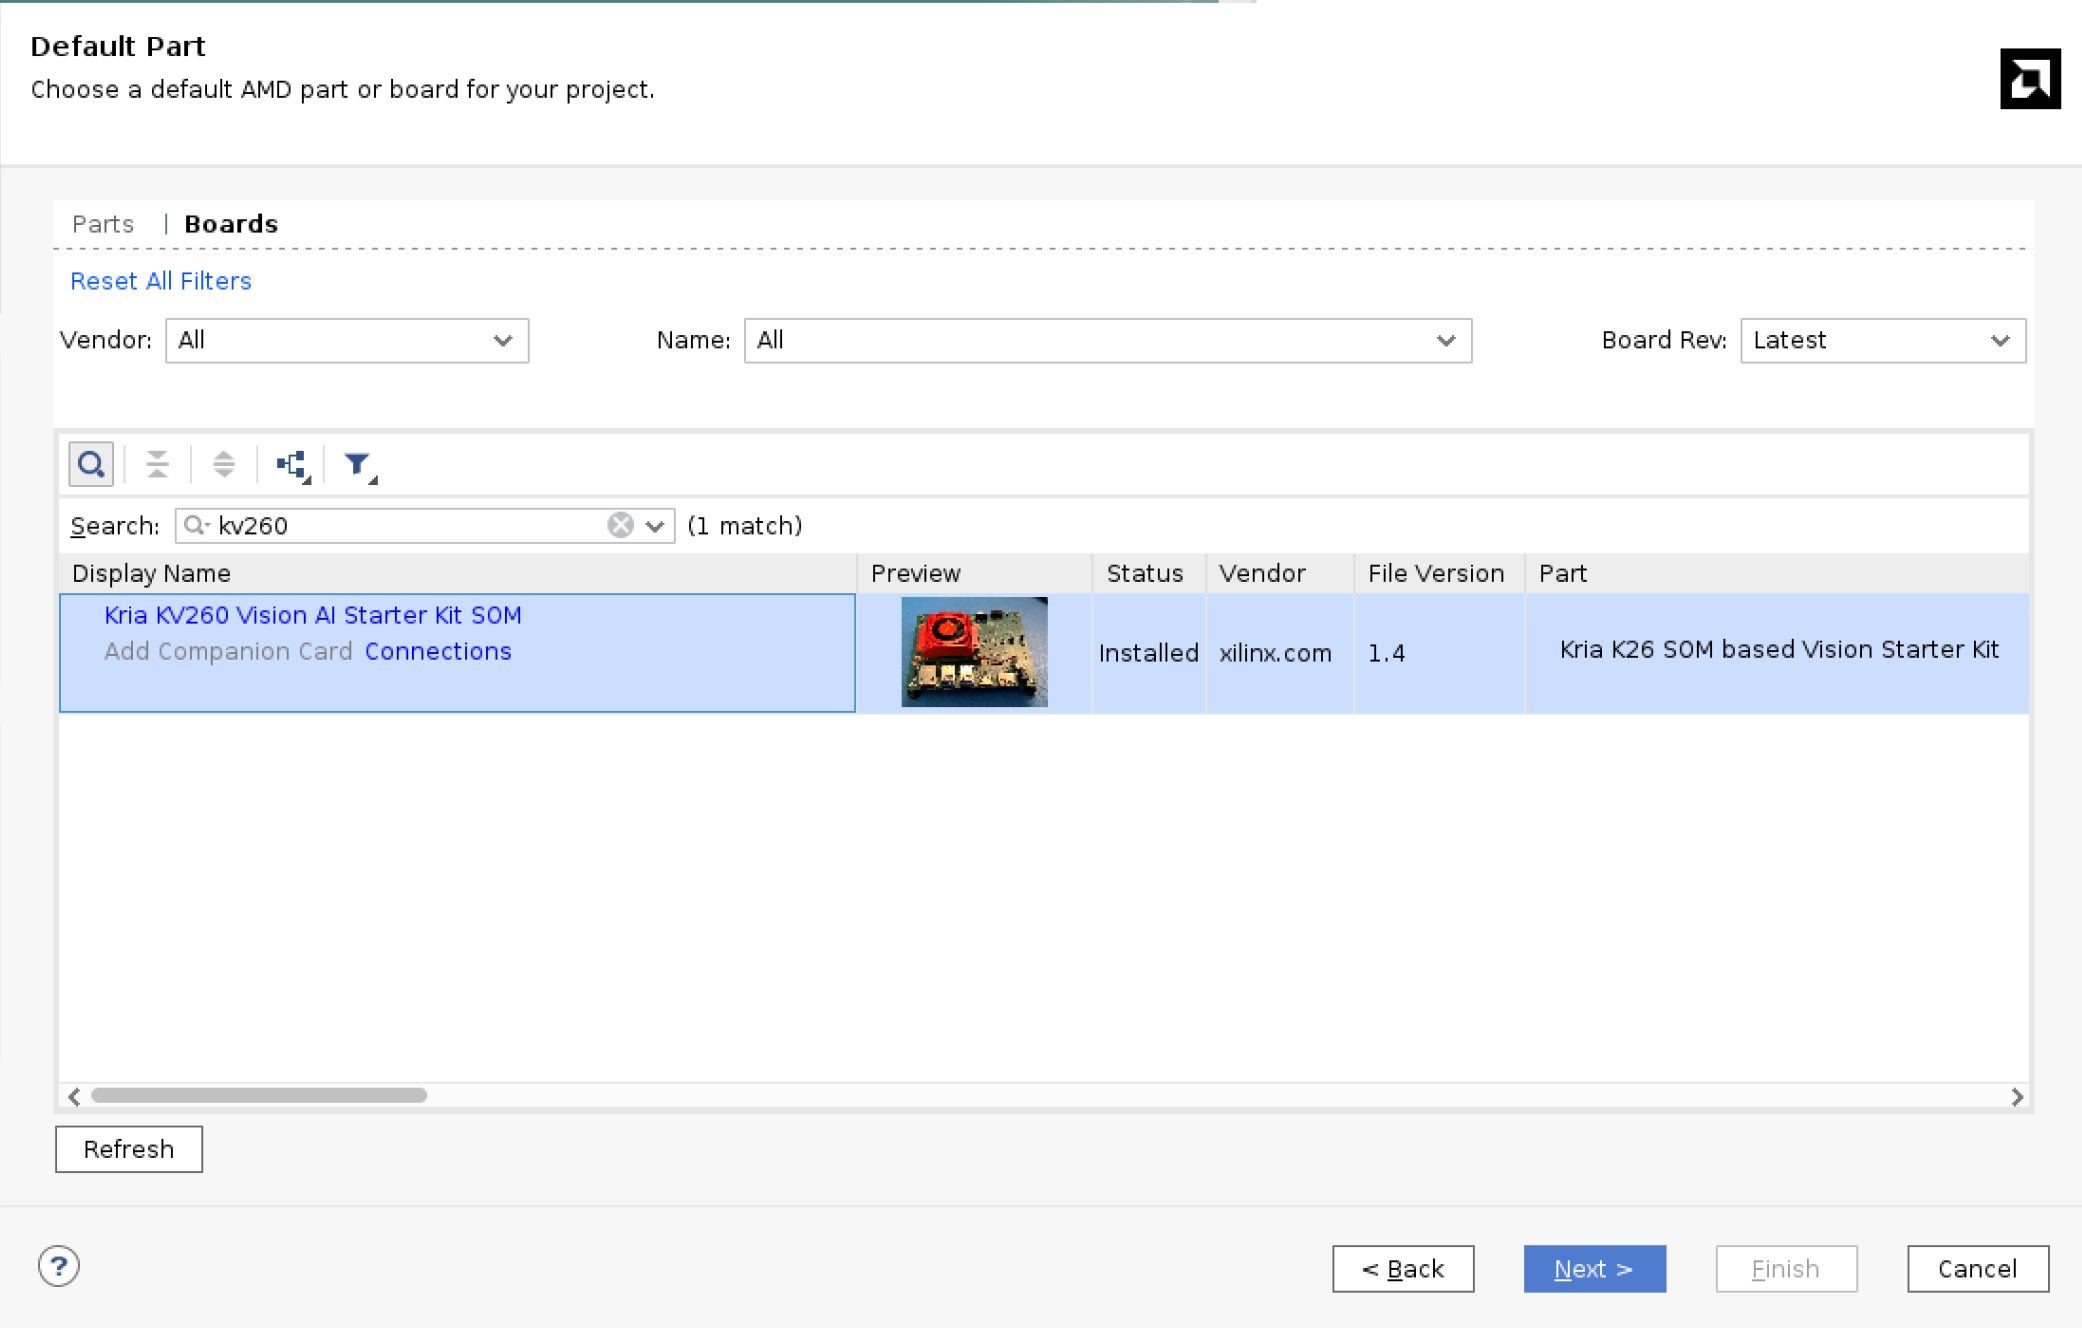 Default Part
Choose a default AMD part or board for your project.
Parts | Boards
Reset All Filters
Vendor: All Name: All Board Rev: Latest
Search: kv260 (1 match)
Display Name Preview Status Vendor File Version Part
Kria KV260 Vision AI Starter Kit SOM
Add Companion Card Connections
Installed xilinx.com 1.4 Kria K26 SOM based Vision Starter Kit
Refresh
? < Back Next > Finish Cancel